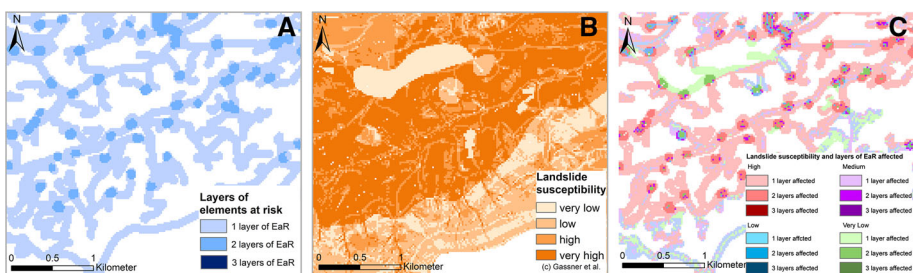 N
A
Layers of
elements at risk
1 layer of EaR
2 layers of EaR
3 layers of EaR
0 0.5 1
Kilometer
N
B
Landslide
susceptibility
very low
low
high
very high
(c) Gassner et al.
0 0.5 1
Kilometer
N
C
Landslide susceptibility and layers of EaR affected
High Medium
1 layer affected 1 layer affected
2 layers affected 2 layers affected
3 layers affected 3 layers affected
Low Very Low
1 layer affected 1 layer affected
2 layers affected 2 layers affected
3 layers affected 3 layers affected
0 0.5 1
Kilometer